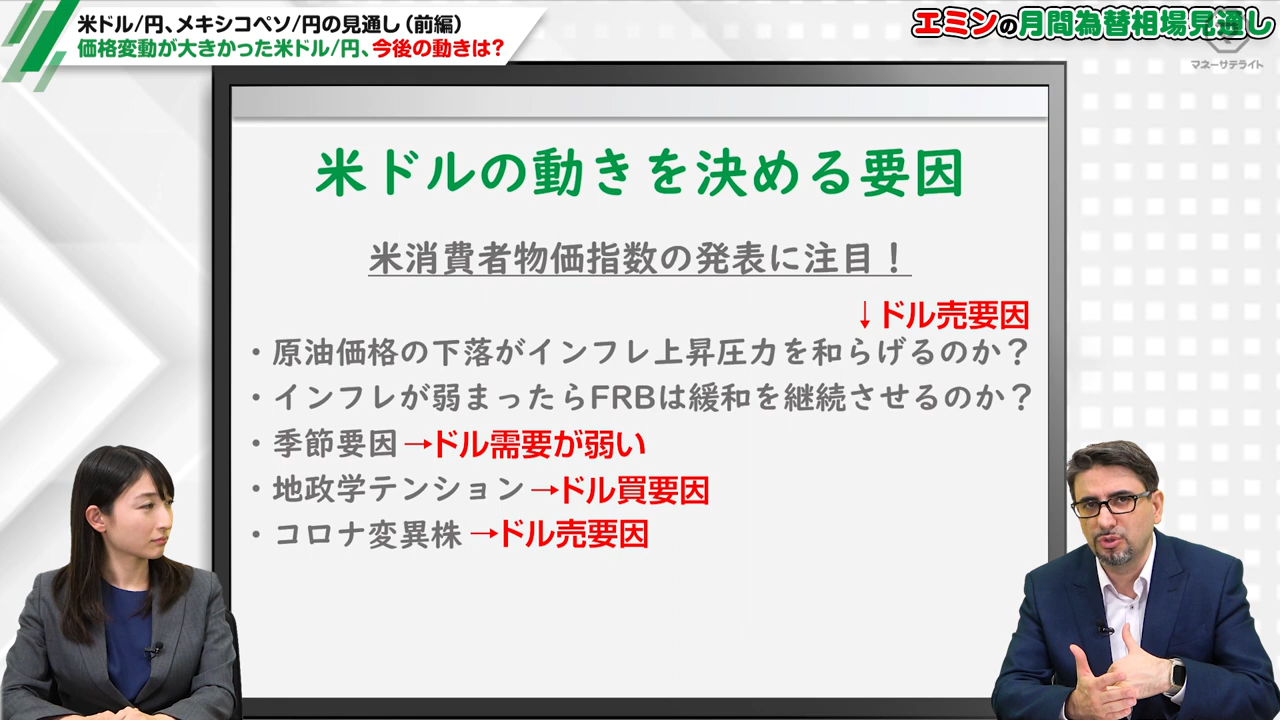 米ドル/円、メキシコペソ/円の見通し（前編）
価格変動が大きかった米ドル/円、今後の動きは？
エミンの月間為替相場見通し
マネーサテライト
米ドルの動きを決める要因
米消費者物価指数の発表に注目！
↓ドル売要因
・原油価格の下落がインフレ上昇圧力を和らげるのか？
・インフレが弱まったらFRBは緩和を継続させるのか？
・季節要因→ドル需要が弱い
・地政学テンション→ドル買要因
・コロナ変異株→ドル売要因